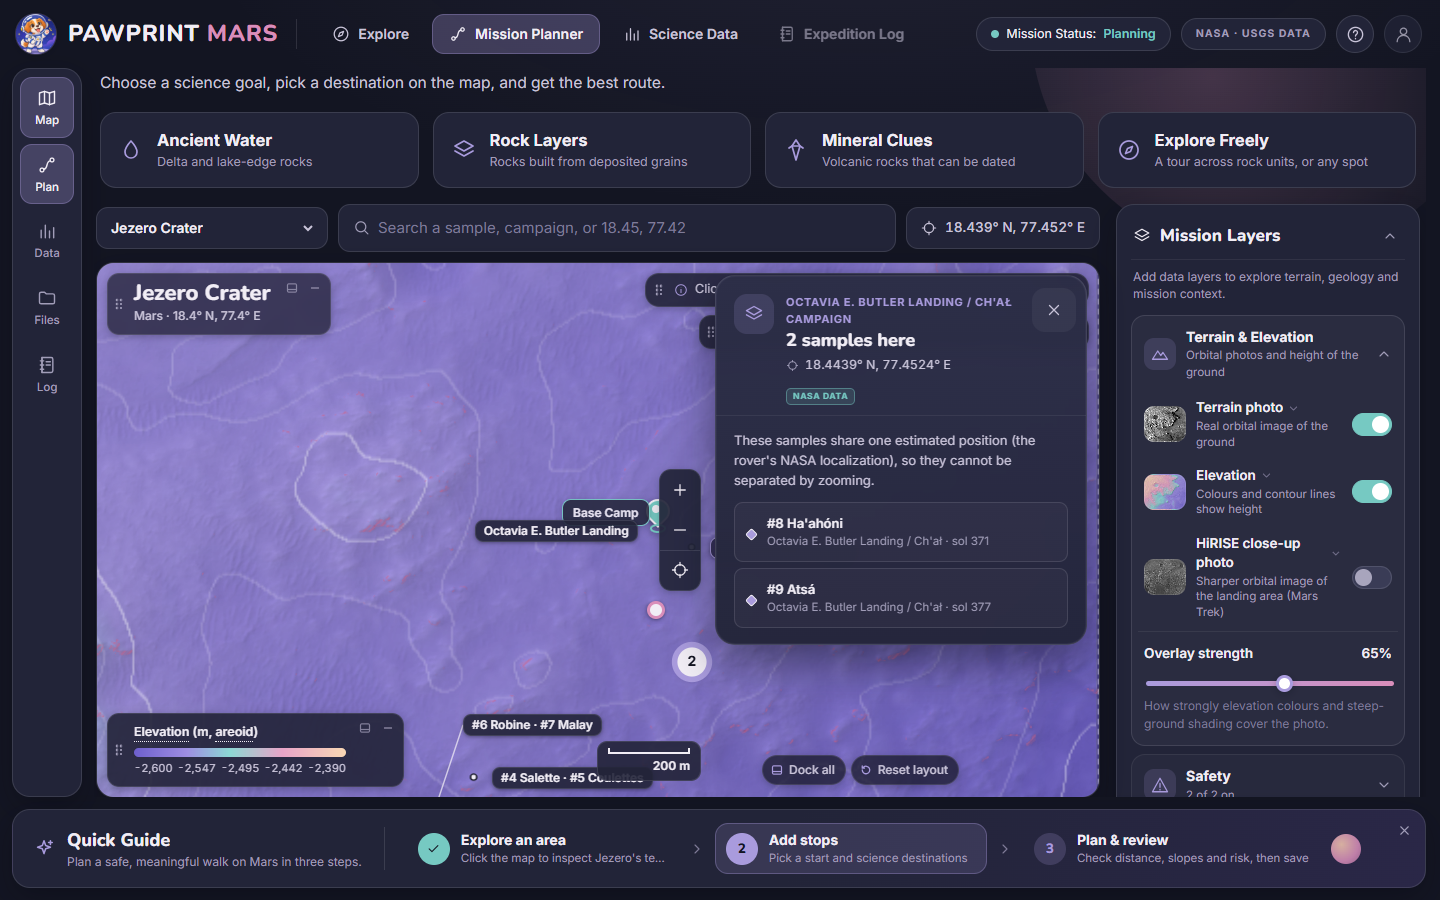 PAWPRINT MARS
Explore
Mission Planner
Science Data
Expedition Log
Mission Status: Planning
NASA · USGS DATA
Map
Plan
Data
Files
Log
Choose a science goal, pick a destination on the map, and get the best route.
Ancient Water
Delta and lake-edge rocks
Rock Layers
Rocks built from deposited grains
Mineral Clues
Volcanic rocks that can be dated
Explore Freely
A tour across rock units, or any spot
Jezero Crater
Search a sample, campaign, or 18.45, 77.42
18.439° N, 77.452° E
Jezero Crater
Mars · 18.4° N, 77.4° E
OCTAVIA E. BUTLER LANDING / CH'AŁ
CAMPAIGN
2 samples here
18.4439° N, 77.4524° E
NASA DATA
These samples share one estimated position (the
rover's NASA localization), so they cannot be
separated by zooming.
#8 Ha'ahóni
Octavia E. Butler Landing / Ch'ał · sol 371
#9 Atsá
Octavia E. Butler Landing / Ch'ał · sol 377
Base Camp
Octavia E. Butler Landing
2
#6 Robine · #7 Malay
#4 Salette · #5 Coulettes
200 m
Elevation (m, areoid)
-2,600 -2,547 -2,495 -2,442 -2,390
Dock all
Reset layout
Mission Layers
Add data layers to explore terrain, geology and
mission context.
Terrain & Elevation
Orbital photos and height of the
ground
Terrain photo
Real orbital image of the
ground
Elevation
Colours and contour lines
show height
HiRISE close-up
photo
Sharper orbital image of
the landing area (Mars
Trek)
Overlay strength 65%
How strongly elevation colours and steep-
ground shading cover the photo.
Safety
2 of 2 on
Quick Guide
Plan a safe, meaningful walk on Mars in three steps.
Explore an area
Click the map to inspect Jezero's te...
2
Add stops
Pick a start and science destinations
3
Plan & review
Check distance, slopes and risk, then save